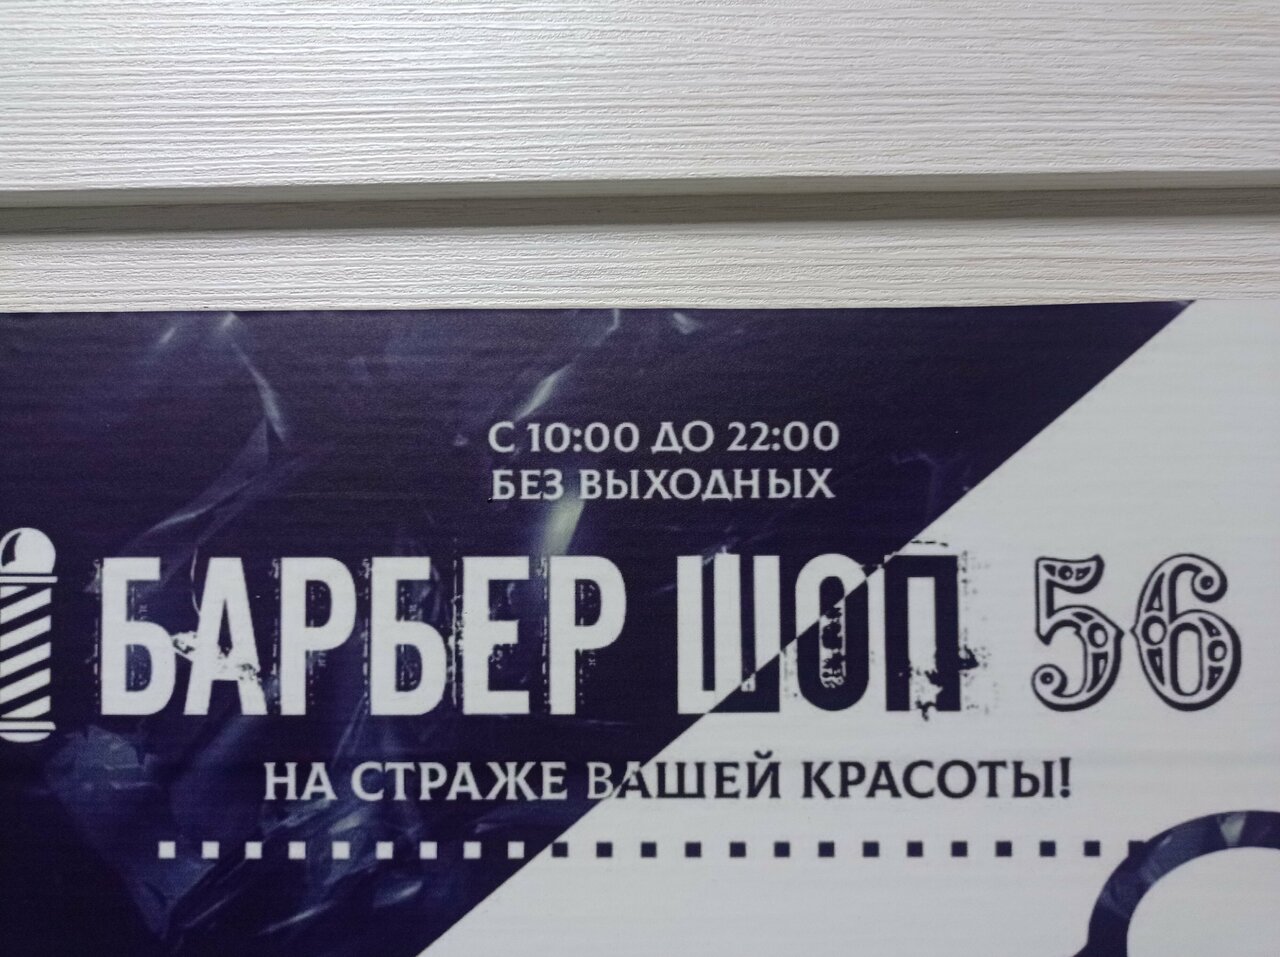 С 10:00 ДО 22:00
БЕЗ ВЫХОДНЫХ
БАРБЕР ШОП 56
НА СТРАЖЕ ВАШЕЙ КРАСОТЫ!